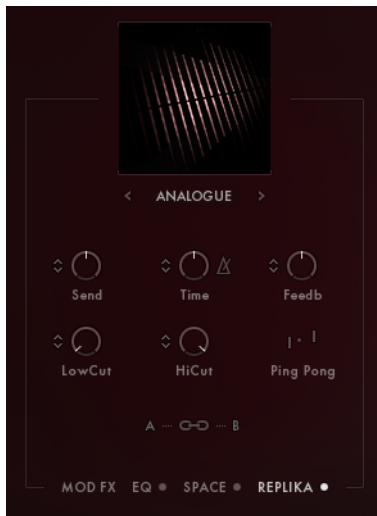 ANALOGUE
Send Time Feedb
LowCut HiCut Ping Pong
A B
MOD FX EQ SPACE REPLIKA